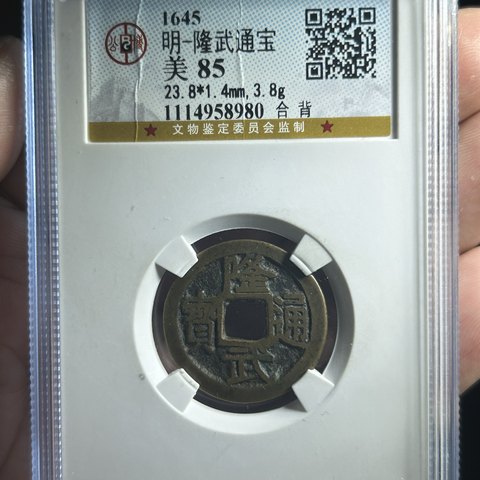 1645
明-隆武通宝
美 85
23.8*1.4mm,3.8g
1114958980 合 背
★ 文物鉴定委员会监制 ★
隆武通寳